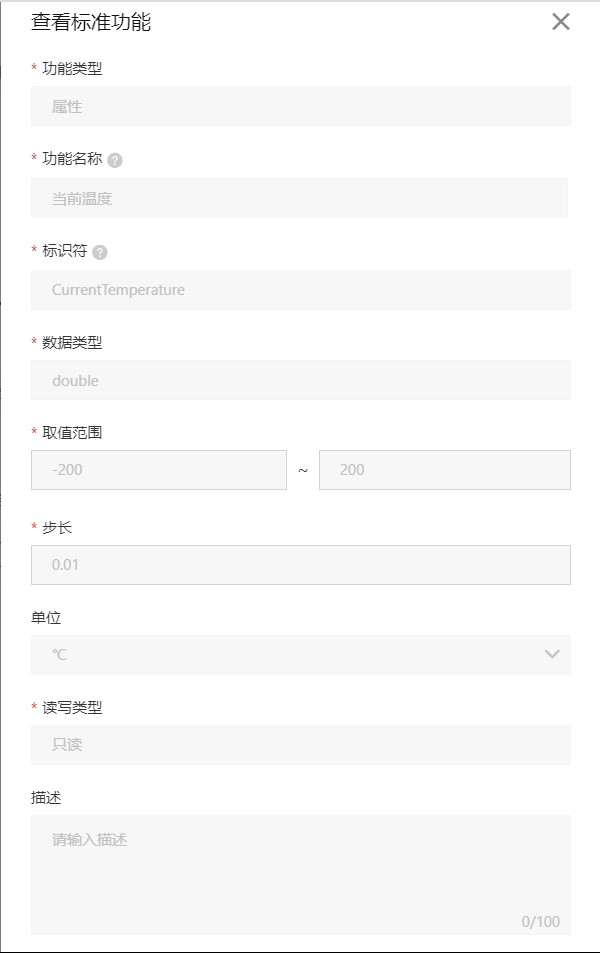 查看标准功能
* 功能类型
属性
* 功能名称 ?
当前温度
* 标识符 ?
CurrentTemperature
* 数据类型
double
* 取值范围
-200 ~ 200
* 步长
0.01
单位
°C
* 读写类型
只读
描述
请输入描述
0/100